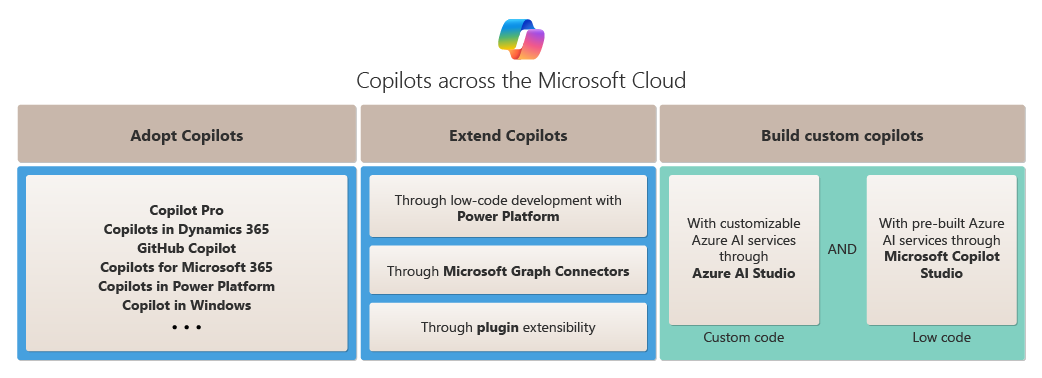 Copilots across the Microsoft Cloud
Adopt Copilots
Extend Copilots
Build custom copilots
Copilot Pro
Copilots in Dynamics 365
GitHub Copilot
Copilots for Microsoft 365
Copilots in Power Platform
Copilot in Windows
• • •
Through low-code development with
Power Platform
Through Microsoft Graph Connectors
Through plugin extensibility
With customizable
Azure AI services
through
Azure AI Studio
Custom code
AND
With pre-built Azure
AI services through
Microsoft Copilot
Studio
Low code